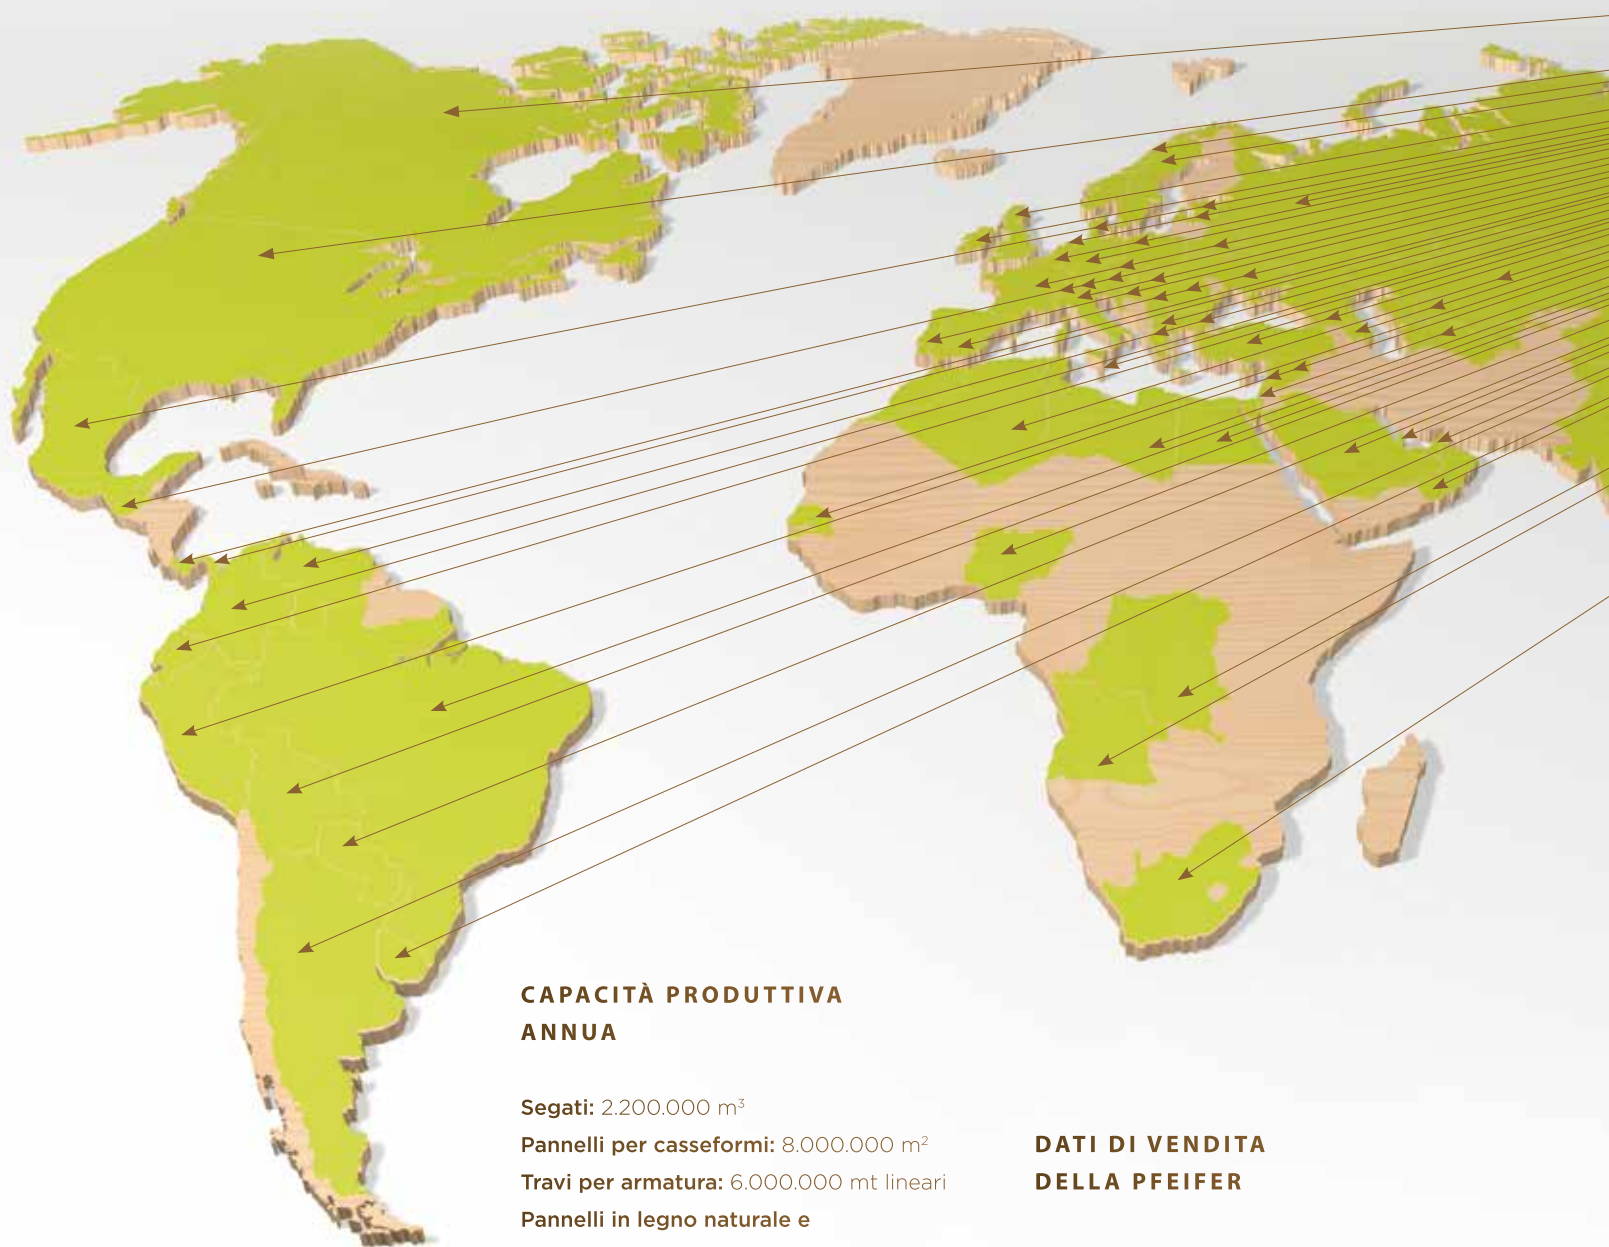 CAPACITÀ PRODUTTIVA
ANNUA
Segati: 2.200.000 m³
Pannelli per casseformi: 8.000.000 m²
Travi per armatura: 6.000.000 mt lineari
Pannelli in legno naturale e
DATI DI VENDITA
DELLA PFEIFER